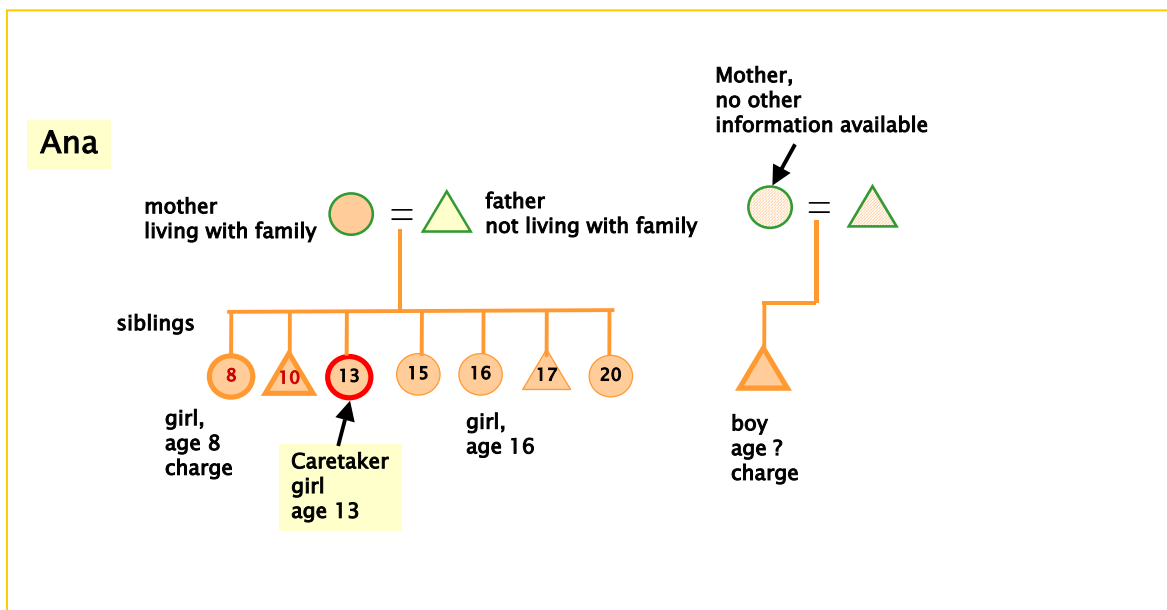 Mother,
no other
information available
Ana
mother
living with family
=
father
not living with family
=
siblings
8
10
13
15
16
17
20
girl,
age 8
charge
girl,
age 16
boy
age ?
charge
Caretaker
girl
age 13